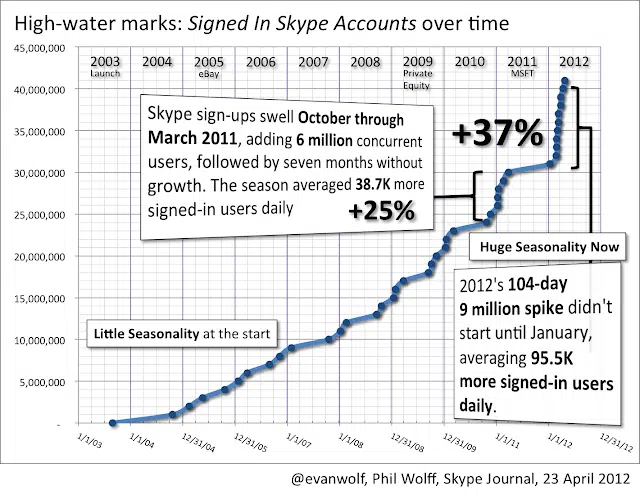 High-water marks: Signed In Skype Accounts over time
45,000,000
40,000,000
35,000,000
30,000,000
25,000,000
20,000,000
15,000,000
10,000,000
5,000,000
-
2003
Launch
2004
2005
eBay
2006
2007
2008
2009
Private
Equity
2010
2011
MSFT
2012
Skype sign-ups swell October through
March 2011, adding 6 million concurrent
users, followed by seven months without
growth. The season averaged 38.7K more
signed-in users daily
+25%
+37%
Huge Seasonality Now
2012's 104-day
9 million spike didn't
start until January,
averaging 95.5K
more signed-in users
daily.
Little Seasonality at the start
1/1/03
1/1/04
12/31/04
12/31/05
1/1/07
1/1/08
12/31/08
12/31/09
1/1/11
1/1/12
12/31/12
@evanwolf, Phil Wolff, Skype Journal, 23 April 2012